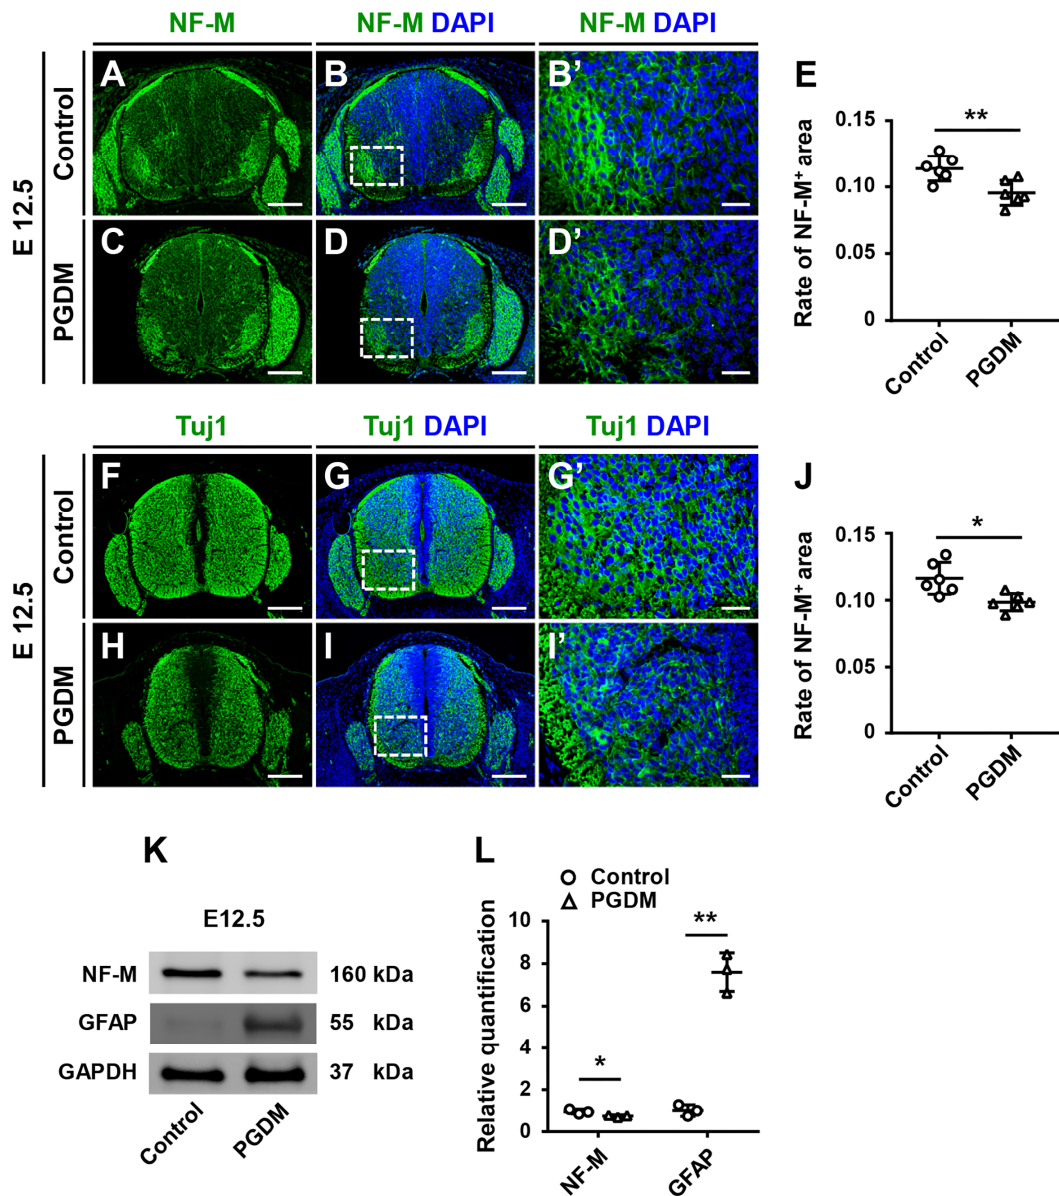 NF-M
NF-M DAPI
NF-M DAPI
E 12.5
Control
PGDM
A
B
B’
C
D
D’
E
Rate of NF-M⁺ area
0.15
0.10
0.05
0
**
Control
PGDM
Tuj1
Tuj1 DAPI
Tuj1 DAPI
E 12.5
Control
PGDM
F
G
G’
H
I
I’
J
Rate of NF-M⁺ area
0.15
0.10
0.05
0
*
Control
PGDM
K
E12.5
NF-M 160 kDa
GFAP 55 kDa
GAPDH 37 kDa
Control
PGDM
L
Control
PGDM
Relative quantification
10
8
6
4
2
0
*
**
NF-M
GFAP